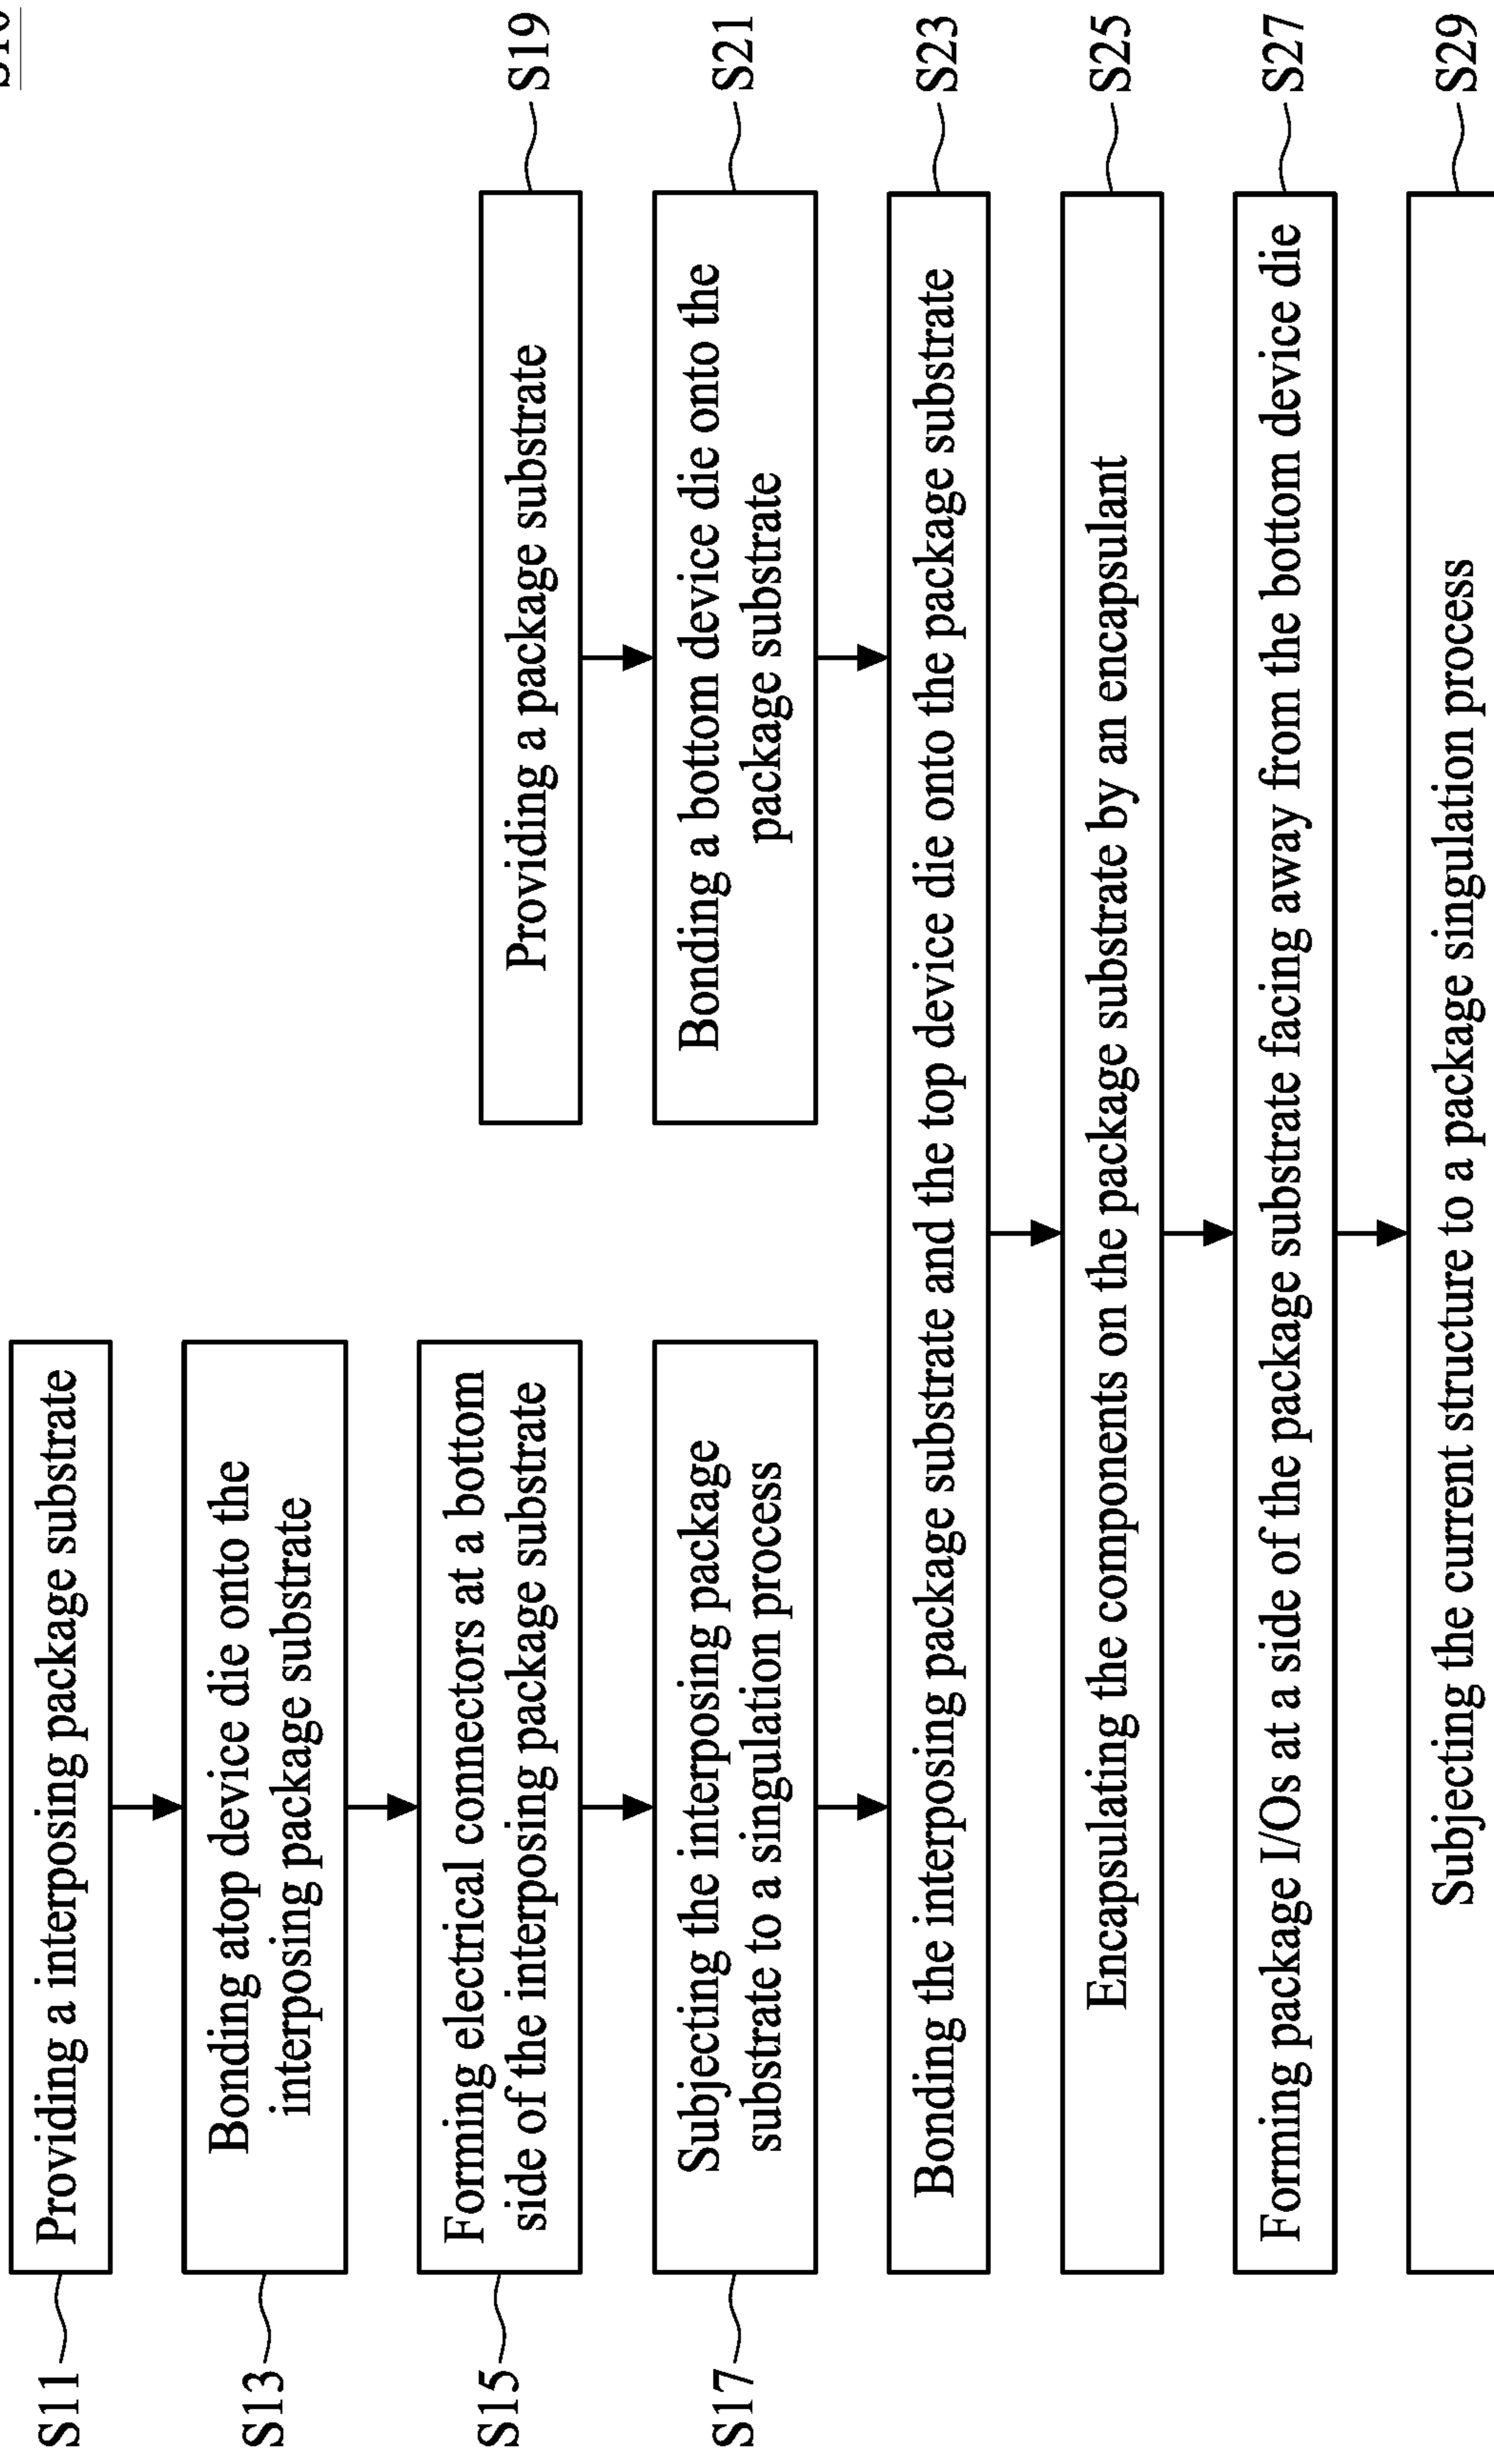 S10
S11
Providing a interposing package substrate
S13
Bonding atop device die onto the
interposing package substrate
S15
Forming electrical connectors at a bottom
side of the interposing package substrate
S17
Subjecting the interposing package
substrate to a singulation process
Providing a package substrate
S19
Bonding a bottom device die onto the
package substrate
S21
Bonding the interposing package substrate and the top device die onto the package substrate
S23
Encapsulating the components on the package substrate by an encapsulant
S25
Forming package I/Os at a side of the package substrate facing away from the bottom device die
S27
Subjecting the current structure to a package singulation process
S29